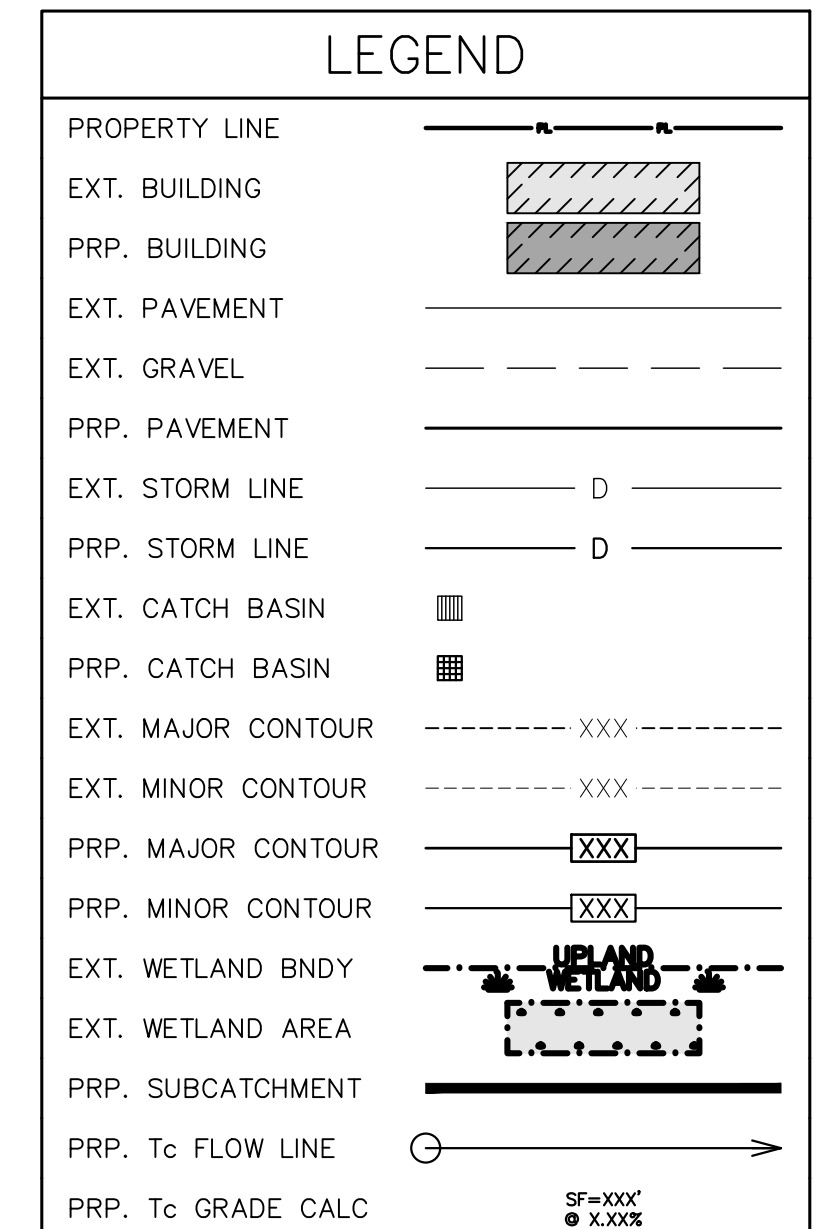 LEGEND
PROPERTY LINE PL PL
EXT. BUILDING
PRP. BUILDING
EXT. PAVEMENT
EXT. GRAVEL
PRP. PAVEMENT
EXT. STORM LINE D
PRP. STORM LINE D
EXT. CATCH BASIN
PRP. CATCH BASIN
EXT. MAJOR CONTOUR XXX
EXT. MINOR CONTOUR XXX
PRP. MAJOR CONTOUR XXX
PRP. MINOR CONTOUR XXX
UPLAND
EXT. WETLAND BNDY WETLAND
EXT. WETLAND AREA
PRP. SUBCATCHMENT
PRP. Tc FLOW LINE
PRP. Tc GRADE CALC SF=XXX'
@ X.XX%